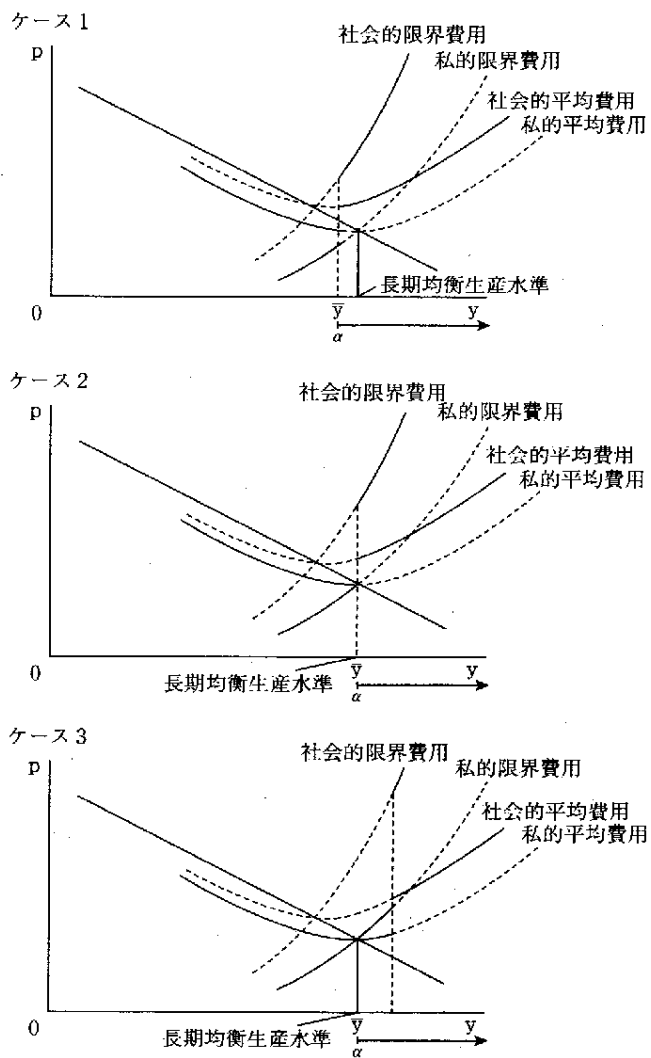 ケース1
社会的限界費用
p
私的限界費用
社会的平均費用
私的平均費用
長期均衡生産水準
0
y̅
y
α
ケース2
社会的限界費用
p
私的限界費用
社会的平均費用
私的平均費用
0
長期均衡生産水準
y̅
y
α
ケース3
社会的限界費用
p
私的限界費用
社会的平均費用
私的平均費用
0
長期均衡生産水準
y̅
y
α